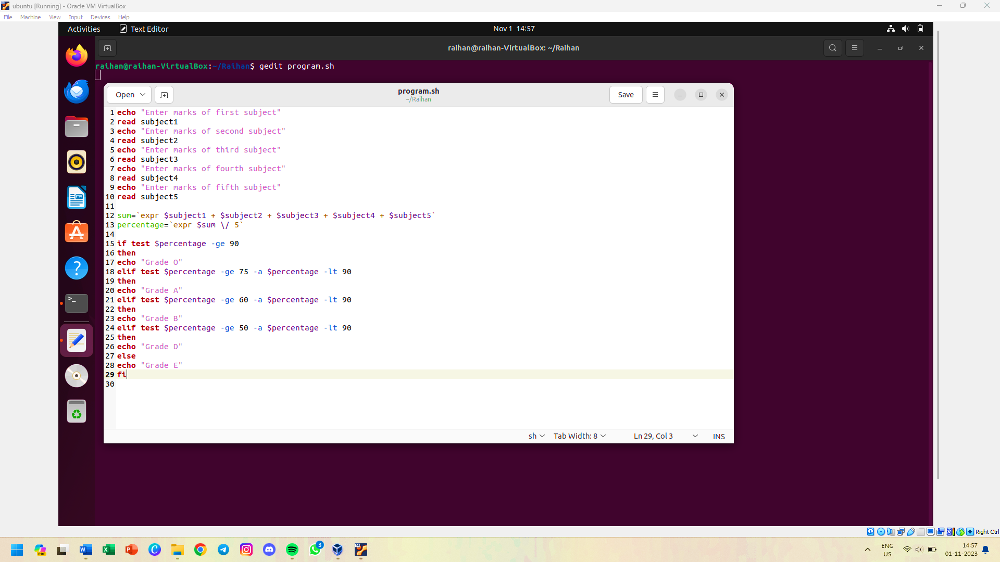 ubuntu [Running] - Oracle VM VirtualBox
File Machine View Input Devices Help
Activities Text Editor Nov 1 14:57
raihan@raihan-VirtualBox: ~/Raihan
raihan@raihan-VirtualBox:~/Raihan$ gedit program.sh
Open program.sh Save
~/Raihan
1 echo "Enter marks of first subject"
2 read subject1
3 echo "Enter marks of second subject"
4 read subject2
5 echo "Enter marks of third subject"
6 read subject3
7 echo "Enter marks of fourth subject"
8 read subject4
9 echo "Enter marks of fifth subject"
10 read subject5
11
12 sum=`expr $subject1 + $subject2 + $subject3 + $subject4 + $subject5`
13 percentage=`expr $sum \/ 5`
14
15 if test $percentage -ge 90
16 then
17 echo "Grade O"
18 elif test $percentage -ge 75 -a $percentage -lt 90
19 then
20 echo "Grade A"
21 elif test $percentage -ge 60 -a $percentage -lt 90
22 then
23 echo "Grade B"
24 elif test $percentage -ge 50 -a $percentage -lt 90
25 then
26 echo "Grade D"
27 else
28 echo "Grade E"
29 fi
30
sh Tab Width: 8 Ln 29, Col 3 INS
Right Ctrl
PRE
3
ENG
US
14:57
01-11-2023